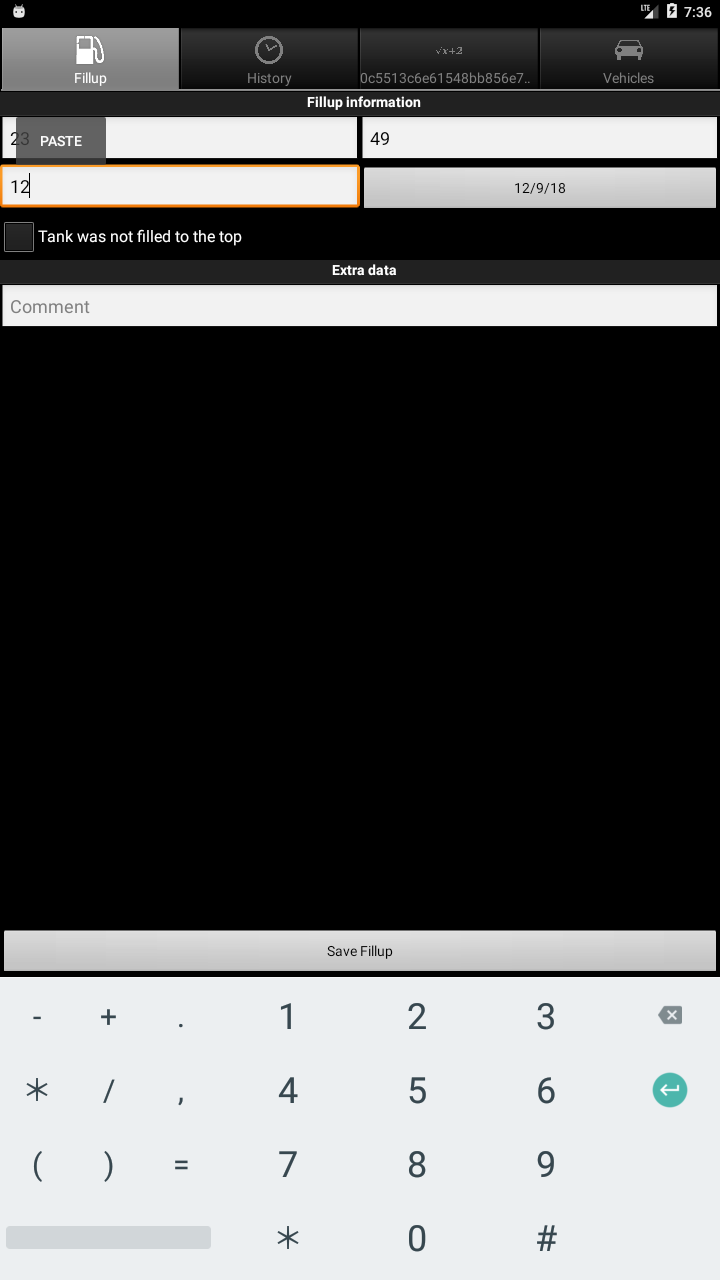 LTE 7:36
Fillup
History
√x+2
0c5513c6e61548bb856e7..
Vehicles
Fillup information
23
PASTE
49
12
12/9/18
Tank was not filled to the top
Extra data
Comment
Save Fillup
- + . 1 2 3
* / , 4 5 6
( ) = 7 8 9
* 0 #